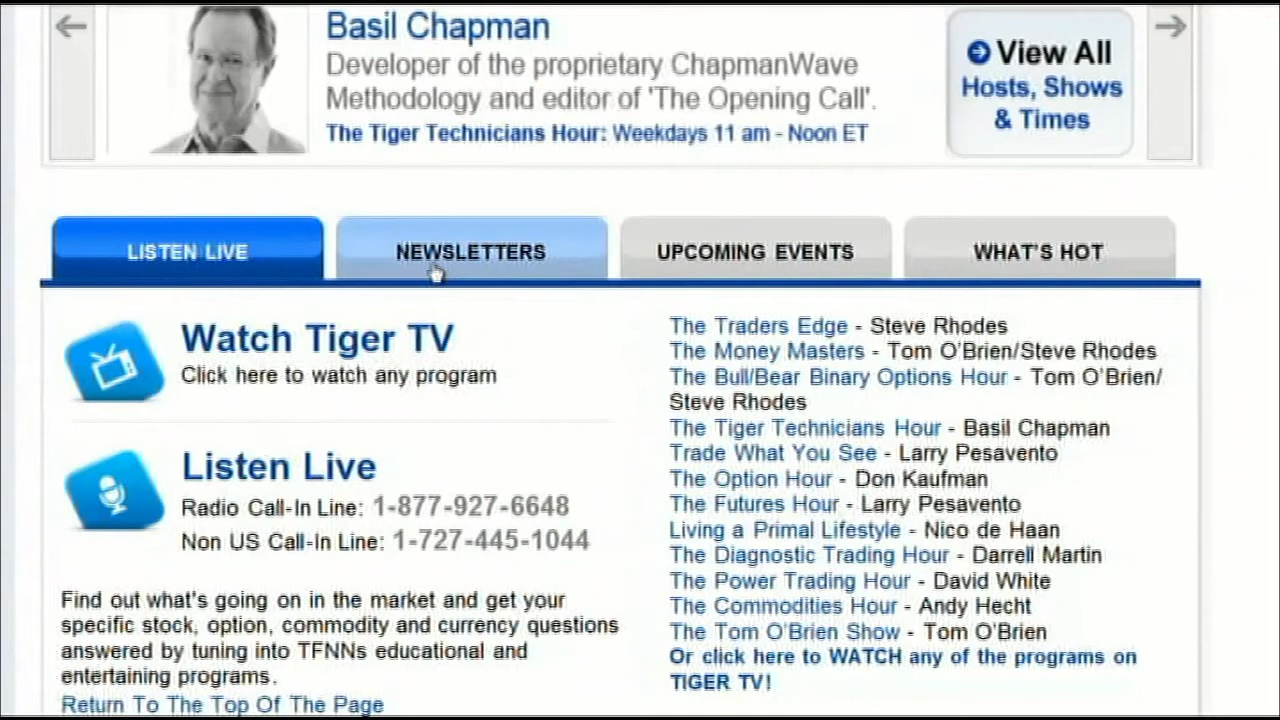 Basil Chapman
Developer of the proprietary ChapmanWave
Methodology and editor of 'The Opening Call'.
The Tiger Technicians Hour: Weekdays 11 am - Noon ET
View All
Hosts, Shows
& Times
LISTEN LIVE
NEWSLETTERS
UPCOMING EVENTS
WHAT'S HOT
Watch Tiger TV
Click here to watch any program
Listen Live
Radio Call-In Line: 1-877-927-6648
Non US Call-In Line: 1-727-445-1044
Find out what's going on in the market and get your
specific stock, option, commodity and currency questions
answered by tuning into TFNNs educational and
entertaining programs.
Return To The Top Of The Page
The Traders Edge - Steve Rhodes
The Money Masters - Tom O'Brien/Steve Rhodes
The Bull/Bear Binary Options Hour - Tom O'Brien/
Steve Rhodes
The Tiger Technicians Hour - Basil Chapman
Trade What You See - Larry Pesavento
The Option Hour - Don Kaufman
The Futures Hour - Larry Pesavento
Living a Primal Lifestyle - Nico de Haan
The Diagnostic Trading Hour - Darrell Martin
The Power Trading Hour - David White
The Commodities Hour - Andy Hecht
The Tom O'Brien Show - Tom O'Brien
Or click here to WATCH any of the programs on
TIGER TV!